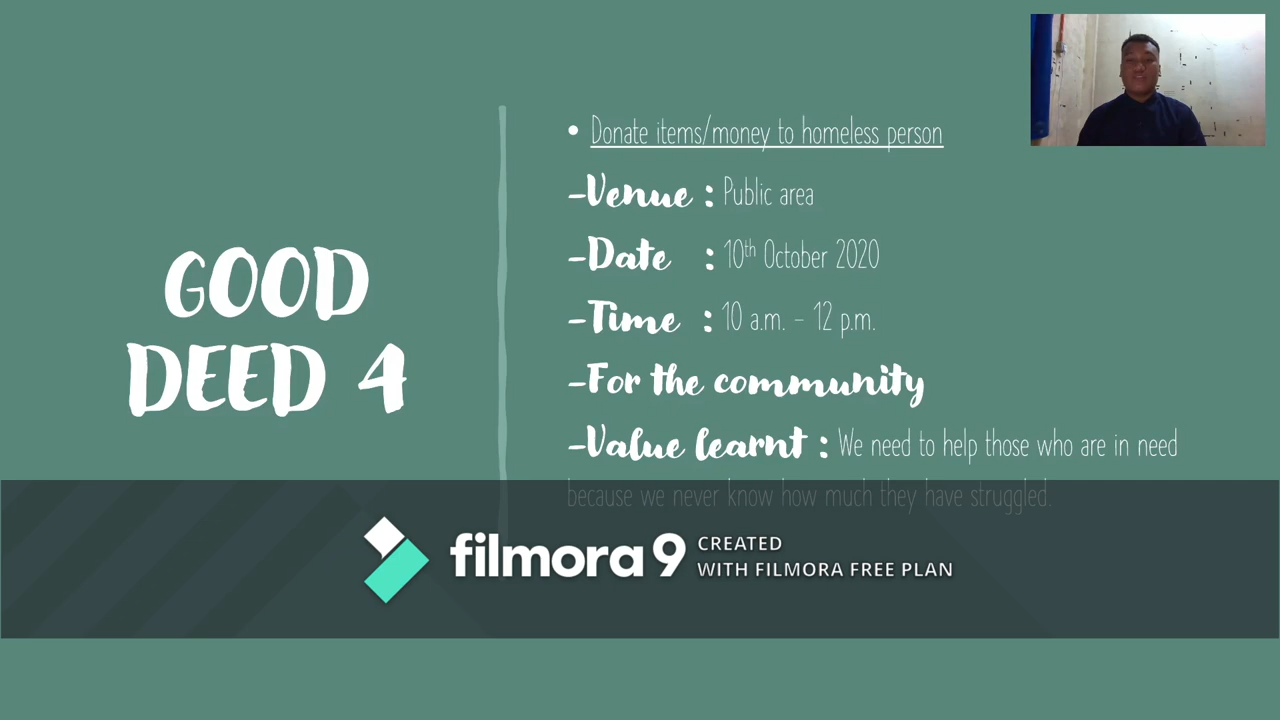 GOOD
DEED 4
• Donate items/money to homeless person
-Venue : Public area
-Date : 10th October 2020
-Time : 10 a.m. – 12 p.m.
-For the community
-Value learnt : We need to help those who are in need
because we never know how much they have struggled.
filmora 9
CREATED
WITH FILMORA FREE PLAN